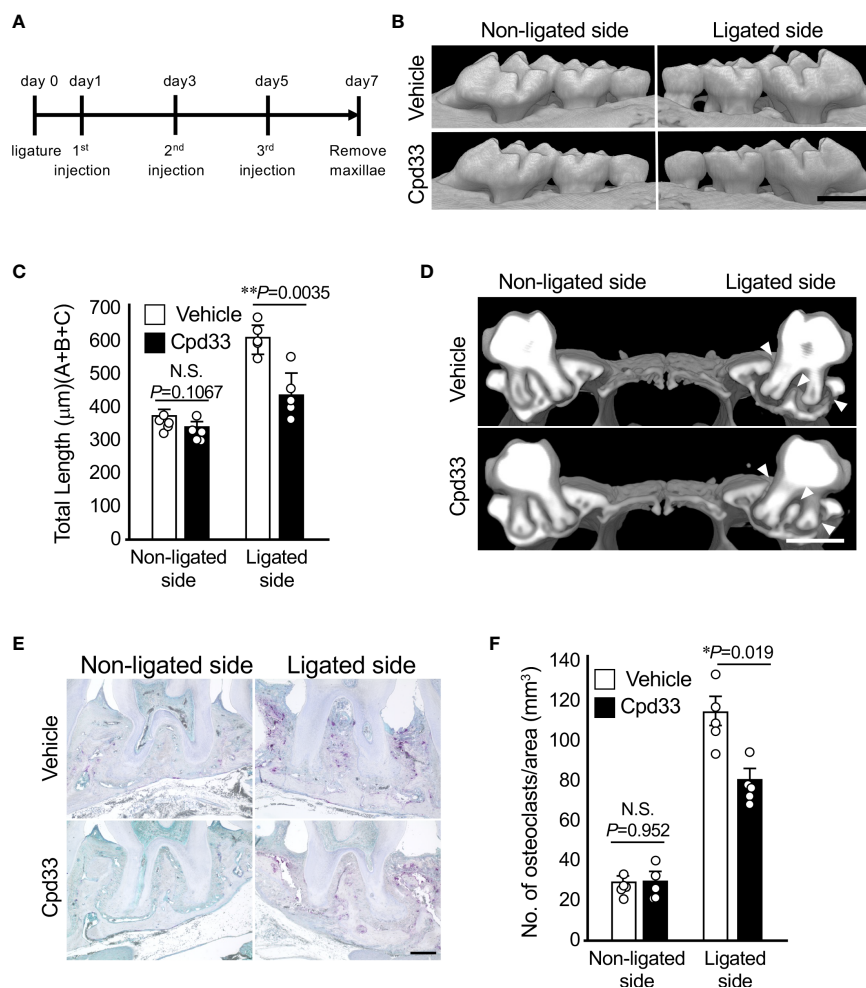 A
day 0 day1 day3 day5 day7
ligature 1st 2nd 3rd Remove
injection injection injection maxillae
B
Non-ligated side Ligated side
Vehicle
Cpd33
C
Total Length (μm)(A+B+C)
700
600
500
400
300
200
100
0
Vehicle
Cpd33
N.S.
P=0.1067
**P=0.0035
Non-ligated Ligated
side side
D
Non-ligated side Ligated side
Vehicle
Cpd33
E
Non-ligated side Ligated side
Vehicle
Cpd33
F
No. of osteoclasts/area (mm3)
140
120
100
80
60
40
20
0
Vehicle
Cpd33
N.S.
P=0.952
*P=0.019
Non-ligated Ligated
side side